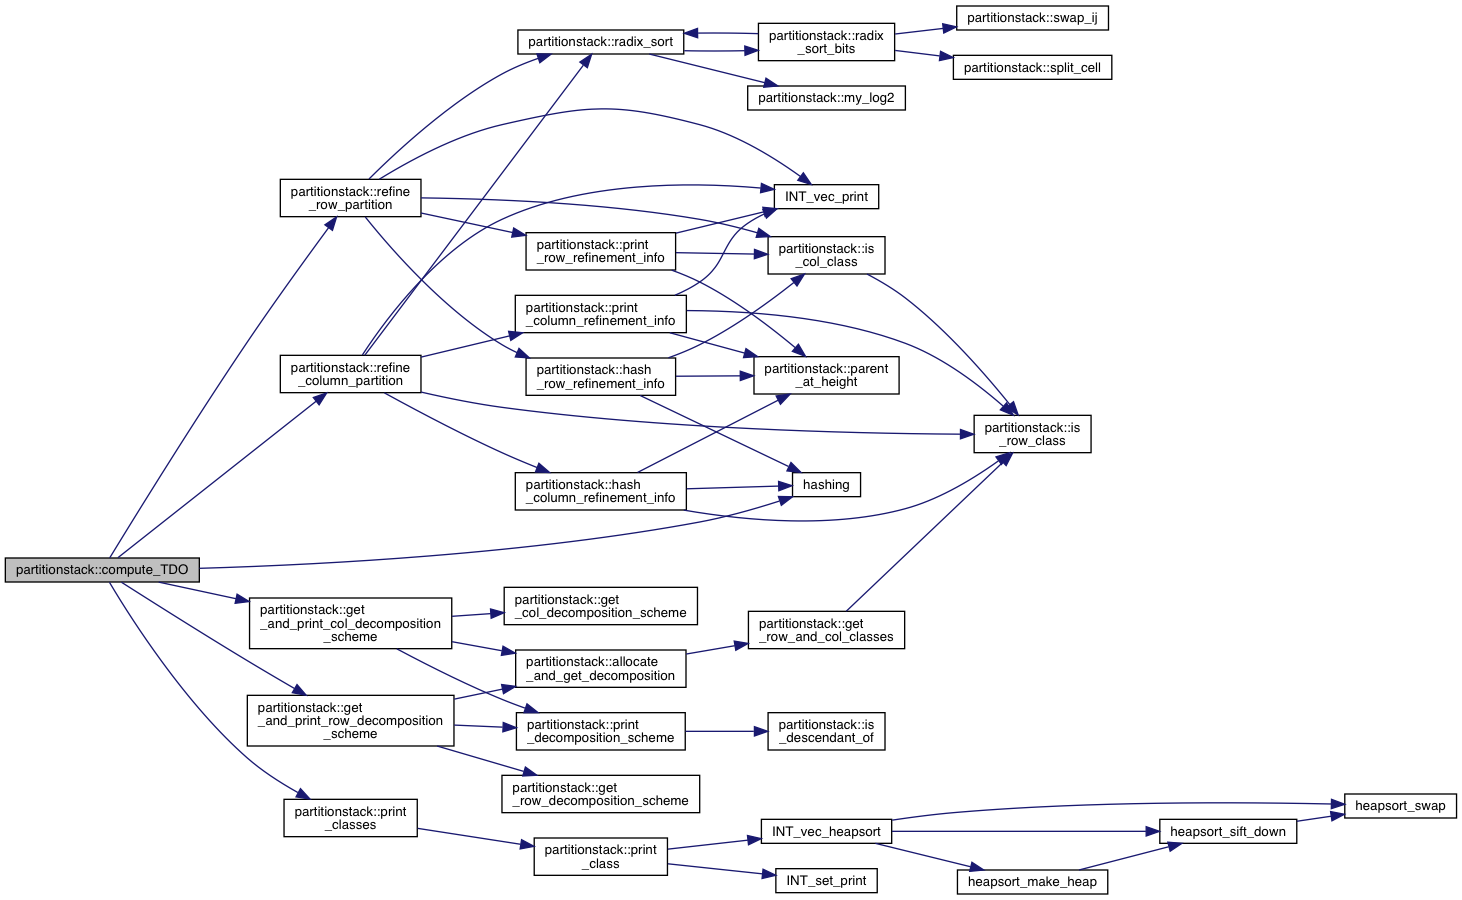 partitionstack::compute_TDO
partitionstack::refine
_row_partition
partitionstack::refine
_column_partition
partitionstack::get
_and_print_col_decomposition
_scheme
partitionstack::get
_and_print_row_decomposition
_scheme
partitionstack::print
_classes
partitionstack::radix_sort
partitionstack::print
_row_refinement_info
partitionstack::print
_column_refinement_info
partitionstack::hash
_row_refinement_info
partitionstack::hash
_column_refinement_info
partitionstack::get
_col_decomposition_scheme
partitionstack::allocate
_and_get_decomposition
partitionstack::print
_decomposition_scheme
partitionstack::get
_row_decomposition_scheme
partitionstack::print
_class
partitionstack::radix
_sort_bits
partitionstack::my_log2
INT_vec_print
partitionstack::is
_col_class
partitionstack::parent
_at_height
hashing
partitionstack::get
_row_and_col_classes
partitionstack::is
_descendant_of
INT_vec_heapsort
INT_set_print
partitionstack::swap_ij
partitionstack::split_cell
partitionstack::is
_row_class
heapsort_make_heap
heapsort_sift_down
heapsort_swap